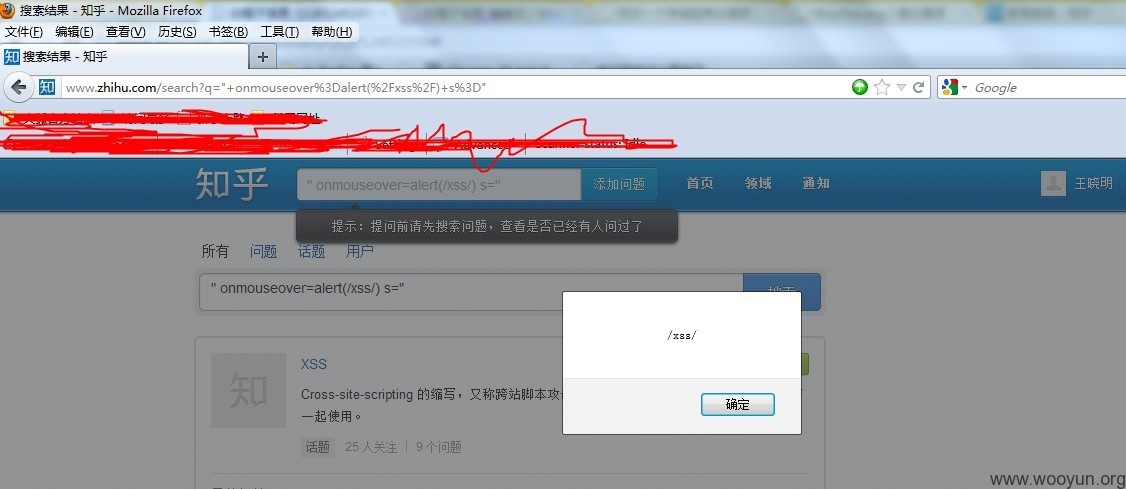 搜索结果 - 知乎 - Mozilla Firefox
文件(F) 编辑(E) 查看(V) 历史(S) 书签(B) 工具(T) 帮助(H)
知 搜索结果 - 知乎 +
知 www.zhihu.com/search?q="+onmouseover%3Dalert(%2Fxss%2F)+s%3D" Google
知乎 " onmouseover=alert(/xss/) s=" 添加问题 首页 领域 通知 王晓明
提示：提问前请先搜索问题，查看是否已经有人问过了
所有 问题 话题 用户
" onmouseover=alert(/xss/) s=" 搜索
知 XSS
/xss/
Cross-site-scripting 的缩写，又称跨站脚本攻
一起使用。
确定
话题 25 人关注 | 9 个问题
www.wooyun.org